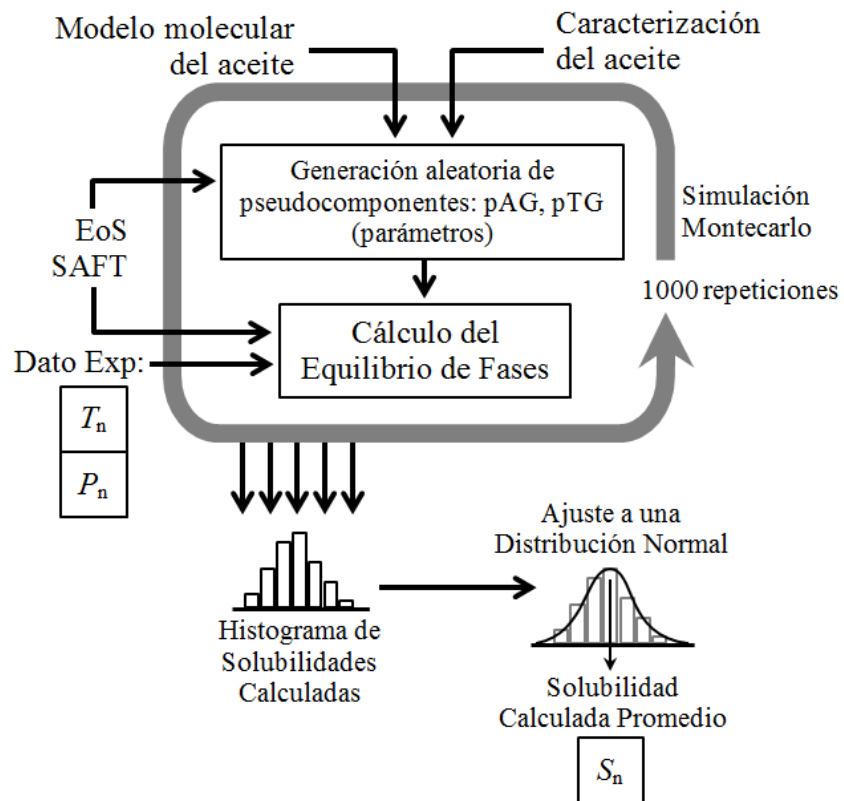 Modelo molecular
del aceite
Caracterización
del aceite
Generación aleatoria de
pseudocomponentes: pAG, pTG
(parámetros)
Simulación
Montecarlo
EoS
SAFT
1000 repeticiones
Cálculo del
Equilibrio de Fases
Dato Exp:
Tn
Pn
Ajuste a una
Distribución Normal
Histograma de
Solubilidades
Calculadas
Solubilidad
Calculada Promedio
Sn